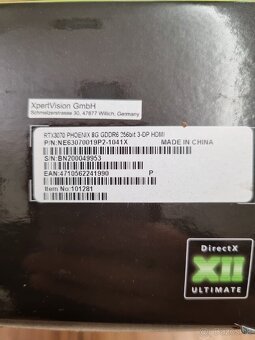 XpertVision GmbH
Schmelzerstrasse 30, 47877 Willich, Germany
RTX3070 PHOENIX 8G GDDR6 256bit 3-DP HDMI
P/N:NE63070019P2-1041X MADE IN CHINA
S/N:BN200049953
EAN:4710562241990 P
Item No:101281
DirectX
XII
ULTIMATE